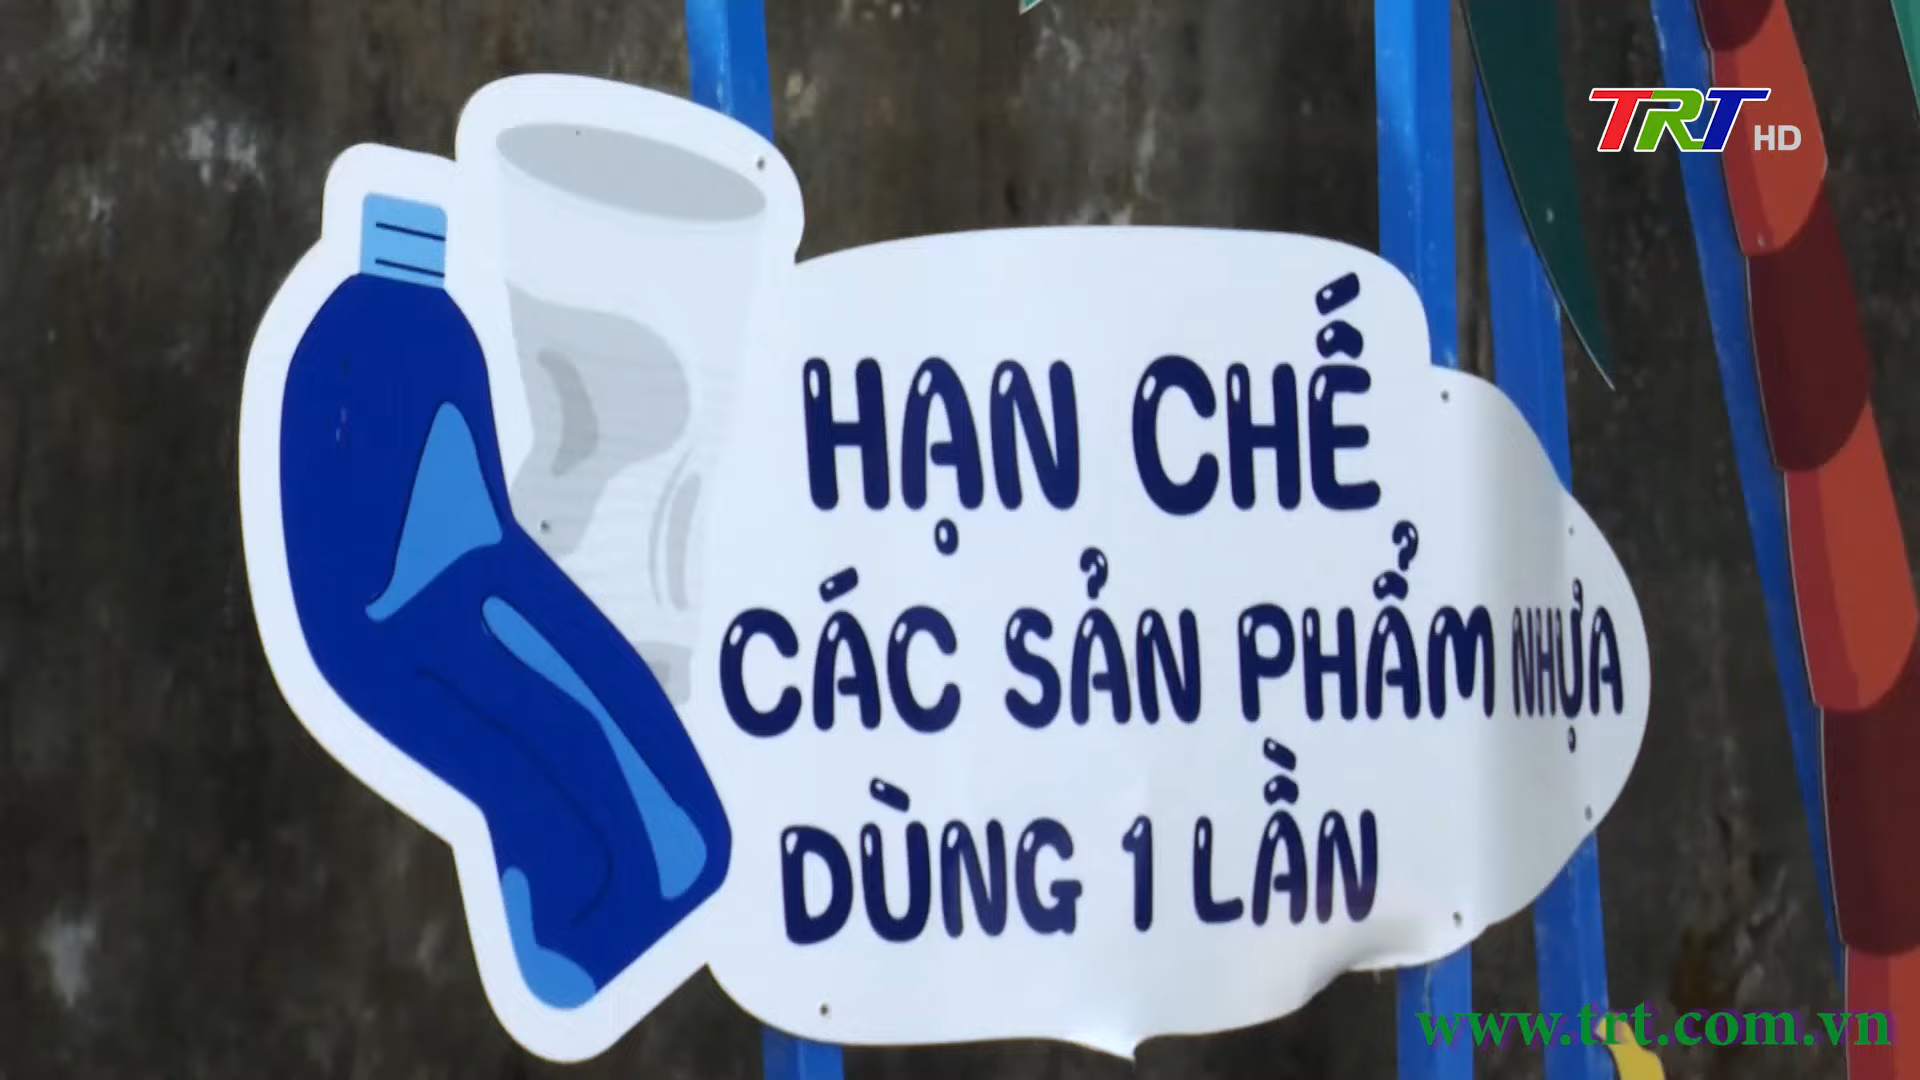 TRT HD
HẠN CHẾ
CÁC SẢN PHẨM NHỰA
DÙNG 1 LẦN
www.trt.com.vn